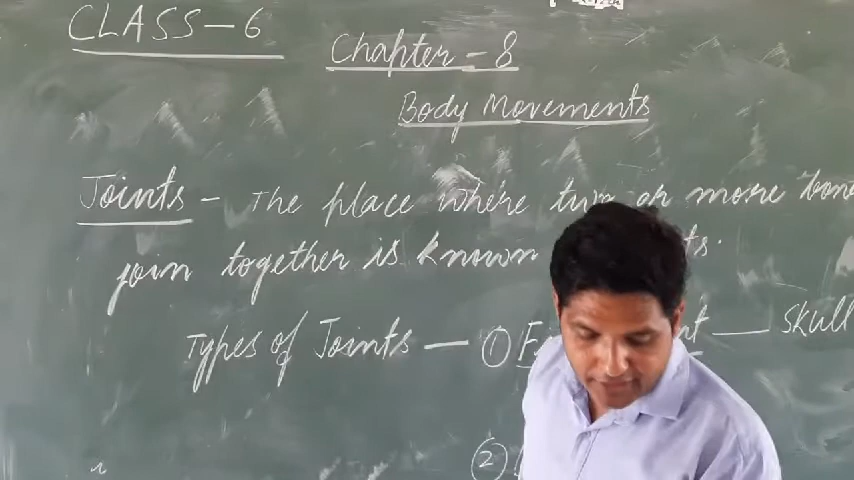 CLASS - 6
Chapter - 8
Body Movements
Joints - The place where two or more bone
join together is known ts.
Types of Joints — ① F t — Skull
②